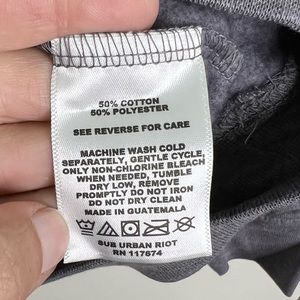 50% COTTON
50% POLYESTER
SEE REVERSE FOR CARE
MACHINE WASH COLD
SEPARATELY, GENTLE CYCLE,
ONLY NON-CHLORINE BLEACH
WHEN NEEDED, TUMBLE
DRY LOW, REMOVE
PROMPTLY DO NOT IRON
DO NOT DRY CLEAN
MADE IN GUATEMALA
SUB URBAN RIOT
RN 117674